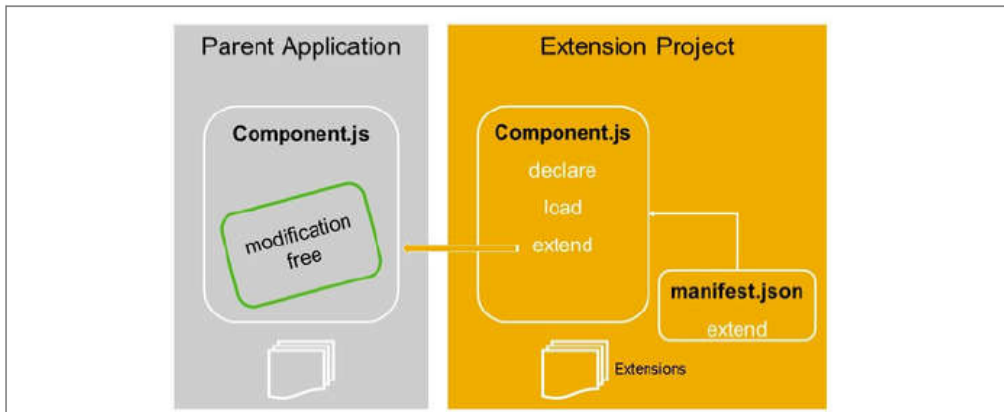 Parent Application
Component.js
modification
free
Extension Project
Component.js
declare
load
extend
manifest.json
extend
Extensions